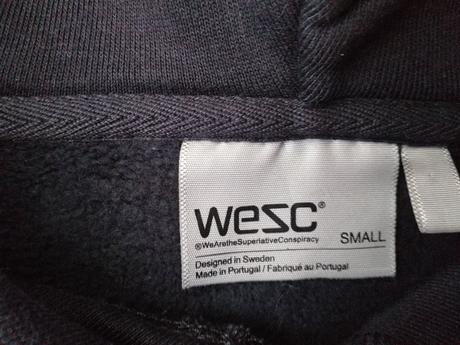 wesc®
®WeAretheSuperlativeConspiracy
SMALL
Designed in Sweden
Made in Portugal / Fabriqué au Portugal